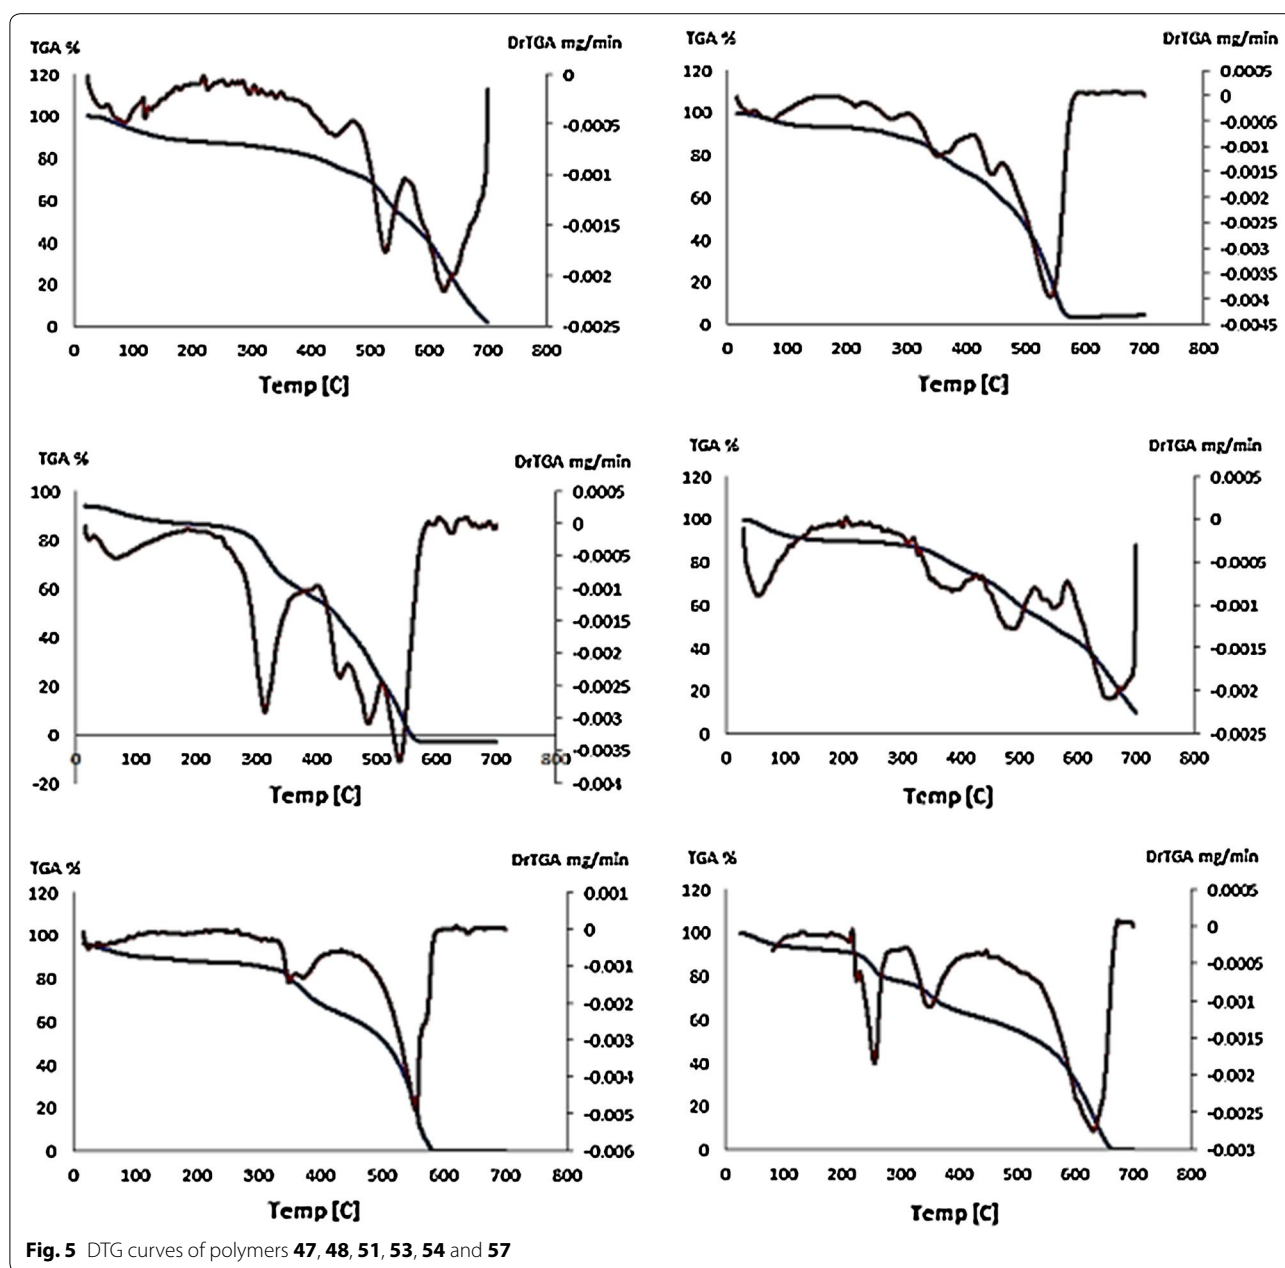 TGA % DrTGA mg/min
120 0
100 -0.0005
80 -0.001
60 -0.0015
40 -0.002
20 -0.0025
0
0 100 200 300 400 500 600 700 800
Temp [C]
TGA % DrTGA mg/min
120 0.0005
100 0
80 -0.0005
60 -0.001
40 -0.0015
20 -0.002
0 -0.0025
-0.003
-0.0035
-0.004
-0.0045
0 100 200 300 400 500 600 700 800
Temp [C]
TGA % DrTGA mg/min
100 0.0005
80 0
60 -0.0005
40 -0.001
20 -0.0015
0 -0.002
-20 -0.0025
-0.003
-0.0035
-0.004
0 100 200 300 400 500 600 700 800
Temp [C]
TGA % DrTGA mg/min
120 0.0005
100 0
80 -0.0005
60 -0.001
40 -0.0015
20 -0.002
0 -0.0025
0 100 200 300 400 500 600 700 800
Temp [C]
TGA % DrTGA mg/min
120 0.001
100 0
80 -0.001
60 -0.002
40 -0.003
20 -0.004
0 -0.005
-0.006
0 100 200 300 400 500 600 700 800
Temp [C]
TGA % DrTGA mg/min
120 0.0005
100 0
80 -0.0005
60 -0.001
40 -0.0015
20 -0.002
0 -0.0025
-0.003
0 100 200 300 400 500 600 700 800
Temp [C]
Fig. 5 DTG curves of polymers 47, 48, 51, 53, 54 and 57